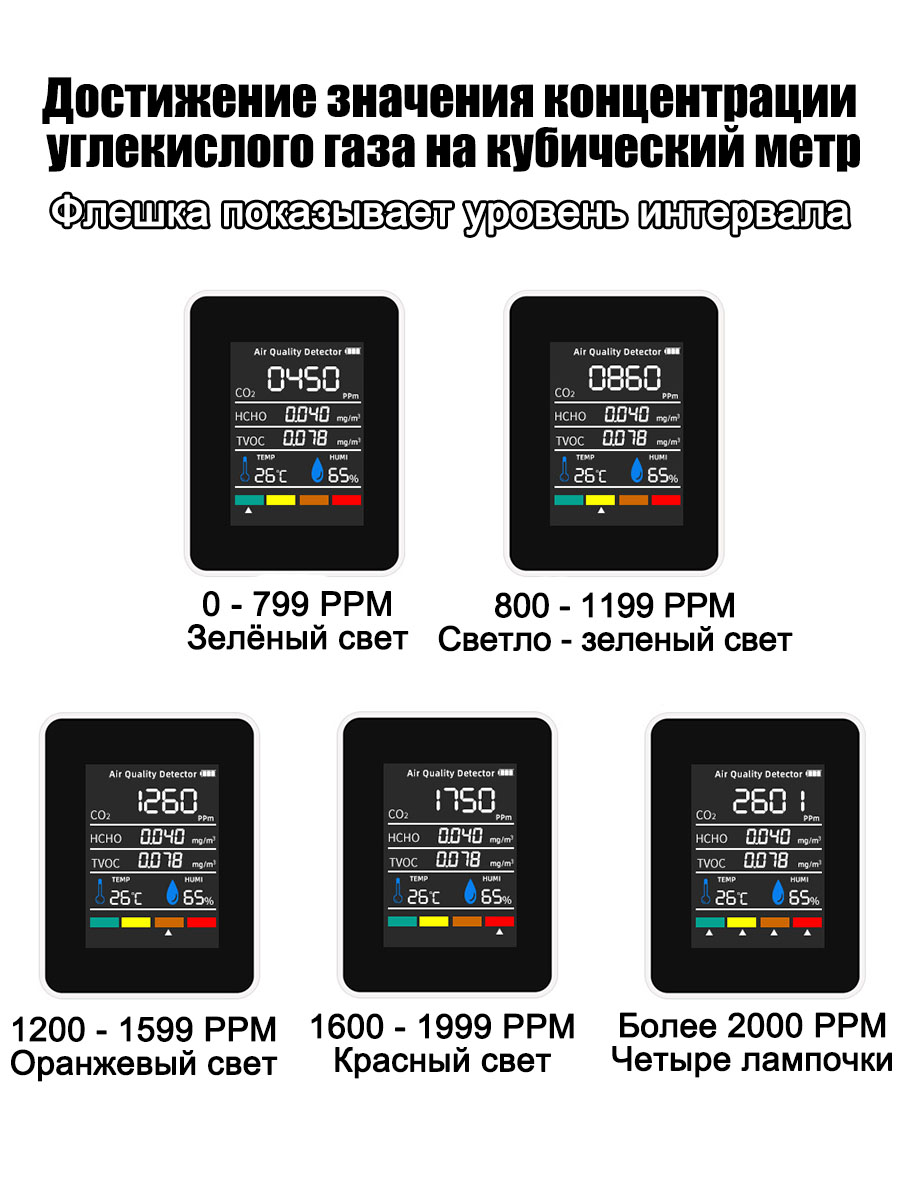 Достижение значения концентрации
углекислого газа на кубический метр
Флешка показывает уровень интервала
Air Quality Detector
CO₂ 0450 PPm
HCHO 0.040 mg/m³
TVOC 0.078 mg/m³
TEMP HUMI
26℃ 65%
0 - 799 PPM
Зелёный свет
Air Quality Detector
CO₂ 0860 PPm
HCHO 0.040 mg/m³
TVOC 0.078 mg/m³
TEMP HUMI
26℃ 65%
800 - 1199 PPM
Светло - зеленый свет
Air Quality Detector
CO₂ 1260 PPm
HCHO 0.040 mg/m³
TVOC 0.078 mg/m³
TEMP HUMI
26℃ 65%
1200 - 1599 PPM
Оранжевый свет
Air Quality Detector
CO₂ 1750 PPm
HCHO 0.040 mg/m³
TVOC 0.078 mg/m³
TEMP HUMI
26℃ 65%
1600 - 1999 PPM
Красный свет
Air Quality Detector
CO₂ 2601 PPm
HCHO 0.040 mg/m³
TVOC 0.078 mg/m³
TEMP HUMI
26℃ 65%
Более 2000 PPM
Четыре лампочки